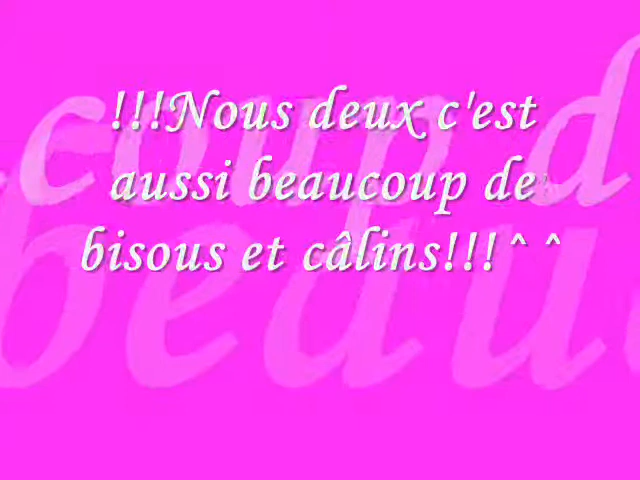 !!!Nous deux c'est
aussi beaucoup de
bisous et câlins!!!^^